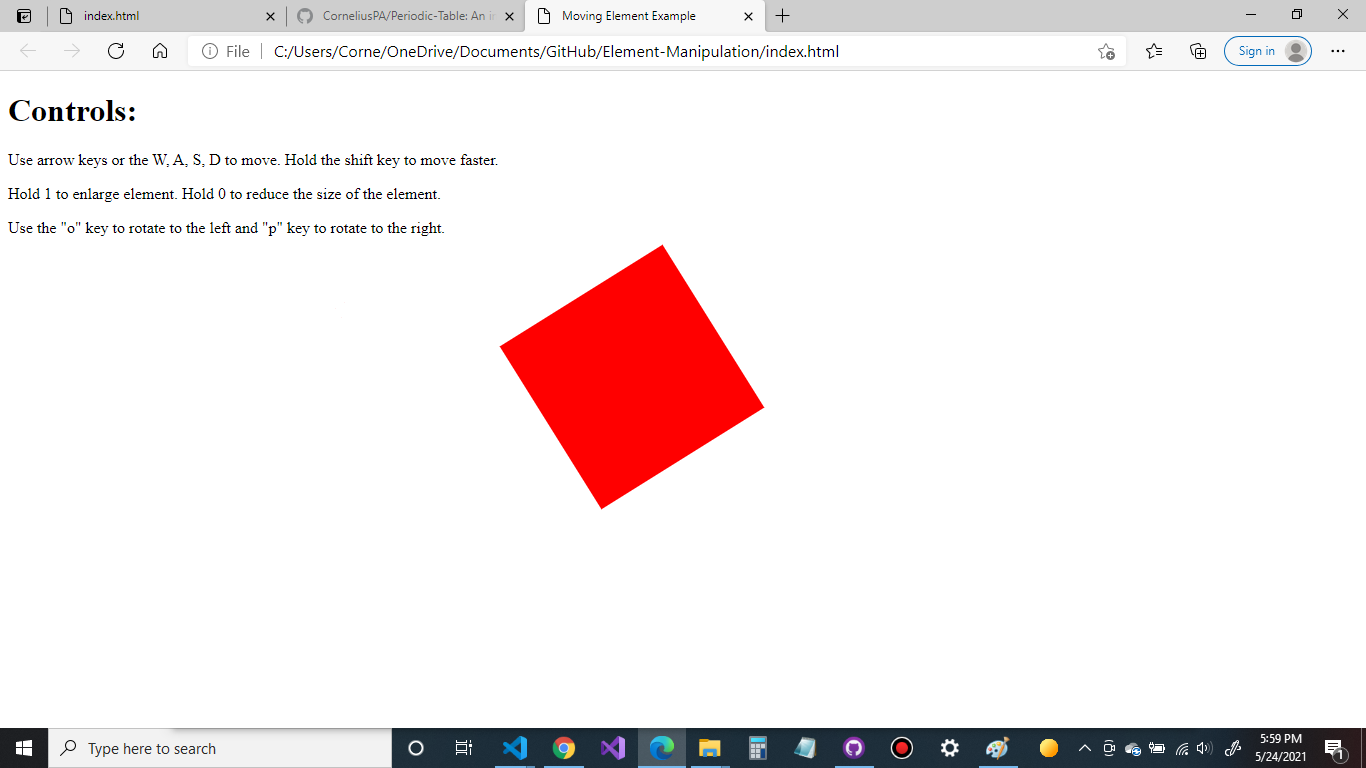 index.html
CorneliusPA/Periodic-Table: An i
Moving Element Example
File
C:/Users/Corne/OneDrive/Documents/GitHub/Element-Manipulation/index.html
Sign in
Controls:
Use arrow keys or the W, A, S, D to move. Hold the shift key to move faster.
Hold 1 to enlarge element. Hold 0 to reduce the size of the element.
Use the "o" key to rotate to the left and "p" key to rotate to the right.
Type here to search
5:59 PM
5/24/2021
1